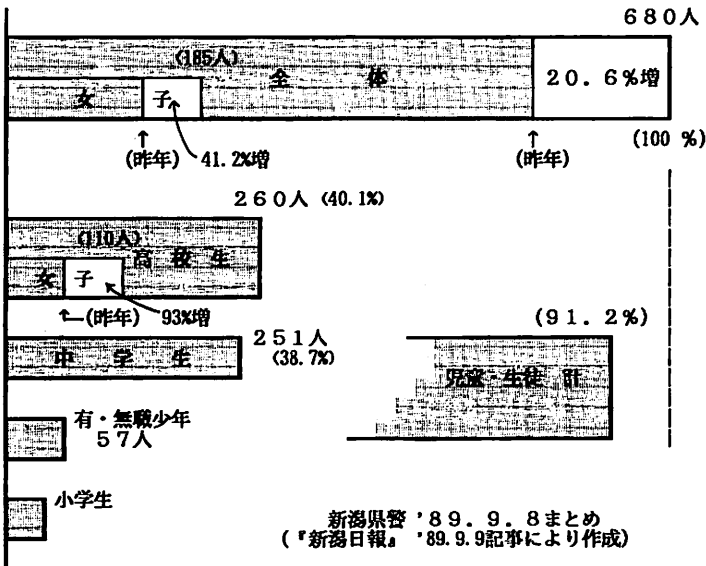 680人
(185人)
全体
20.6%増
女子
(100 %)
↑
(昨年)
41.2%増
↑
(昨年)
260人 (40.1%)
(110人)
高校生
女子
←(昨年) 93%増
251人
(38.7%)
(91.2%)
中学生
児童・生徒 計
有・無職少年
57人
小学生
新潟県警 '89.9.8まとめ
(『新潟日報』 '89.9.9記事により作成)